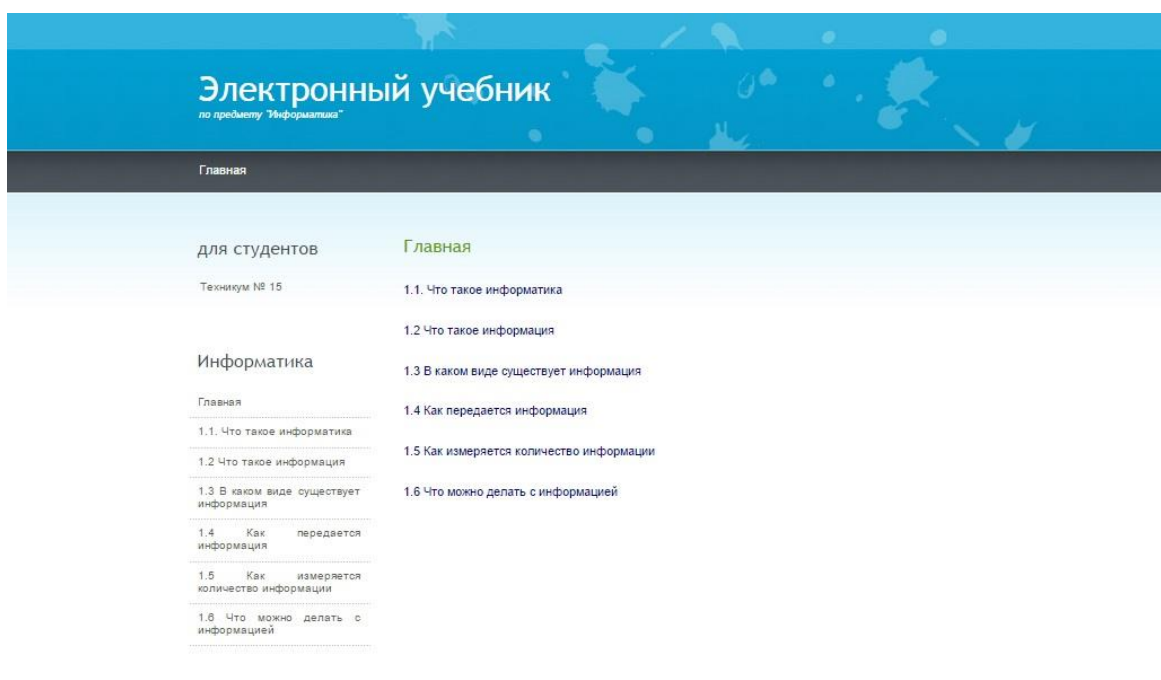 Электронный учебник
по предмету "Информатика"
Главная
для студентов
Техникум № 15
Информатика
Главная
1.1. Что такое информатика
1.2 Что такое информация
1.3 В каком виде существует
информация
1.4 Как передается
информация
1.5 Как измеряется
количество информации
1.6 Что можно делать с
информацией
Главная
1.1. Что такое информатика
1.2 Что такое информация
1.3 В каком виде существует информация
1.4 Как передается информация
1.5 Как измеряется количество информации
1.6 Что можно делать с информацией